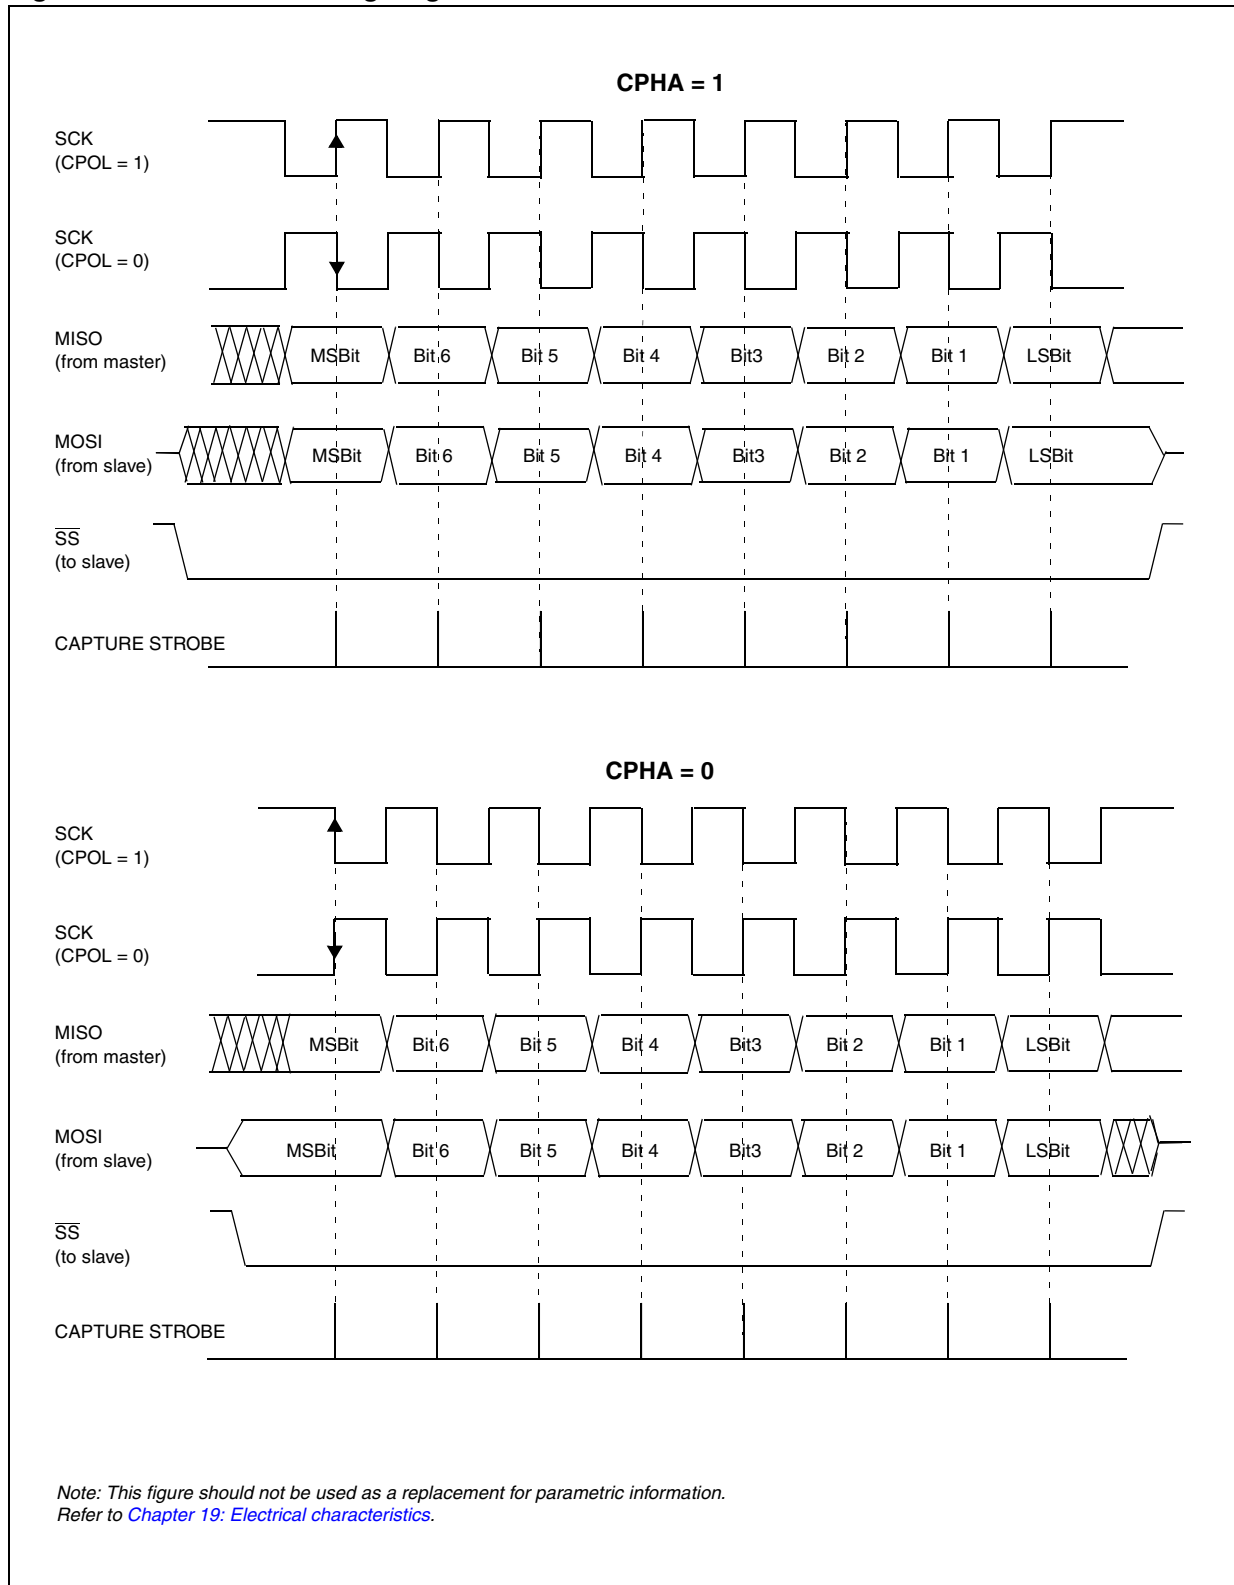 CPHA = 1
SCK
(CPOL = 1)
SCK
(CPOL = 0)
MISO
(from master)
MSBit Bit 6 Bit 5 Bit 4 Bit3 Bit 2 Bit 1 LSBit
MOSI
(from slave)
MSBit Bit 6 Bit 5 Bit 4 Bit3 Bit 2 Bit 1 LSBit
SS
(to slave)
CAPTURE STROBE
CPHA = 0
SCK
(CPOL = 1)
SCK
(CPOL = 0)
MISO
(from master)
MSBit Bit 6 Bit 5 Bit 4 Bit3 Bit 2 Bit 1 LSBit
MOSI
(from slave)
MSBit Bit 6 Bit 5 Bit 4 Bit3 Bit 2 Bit 1 LSBit
SS
(to slave)
CAPTURE STROBE
Note: This figure should not be used as a replacement for parametric information.
Refer to Chapter 19: Electrical characteristics.